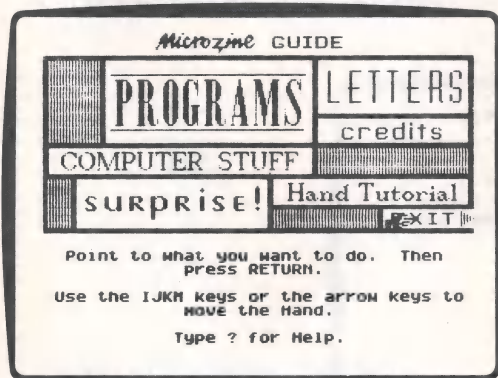 Microzine GUIDE
PROGRAMS
LETTERS
credits
COMPUTER STUFF
SURPRISE!
Hand Tutorial
EXIT
Point to what you want to do. Then
press RETURN.
Use the IJKM keys or the arrow keys to
move the Hand.
Type ? for Help.